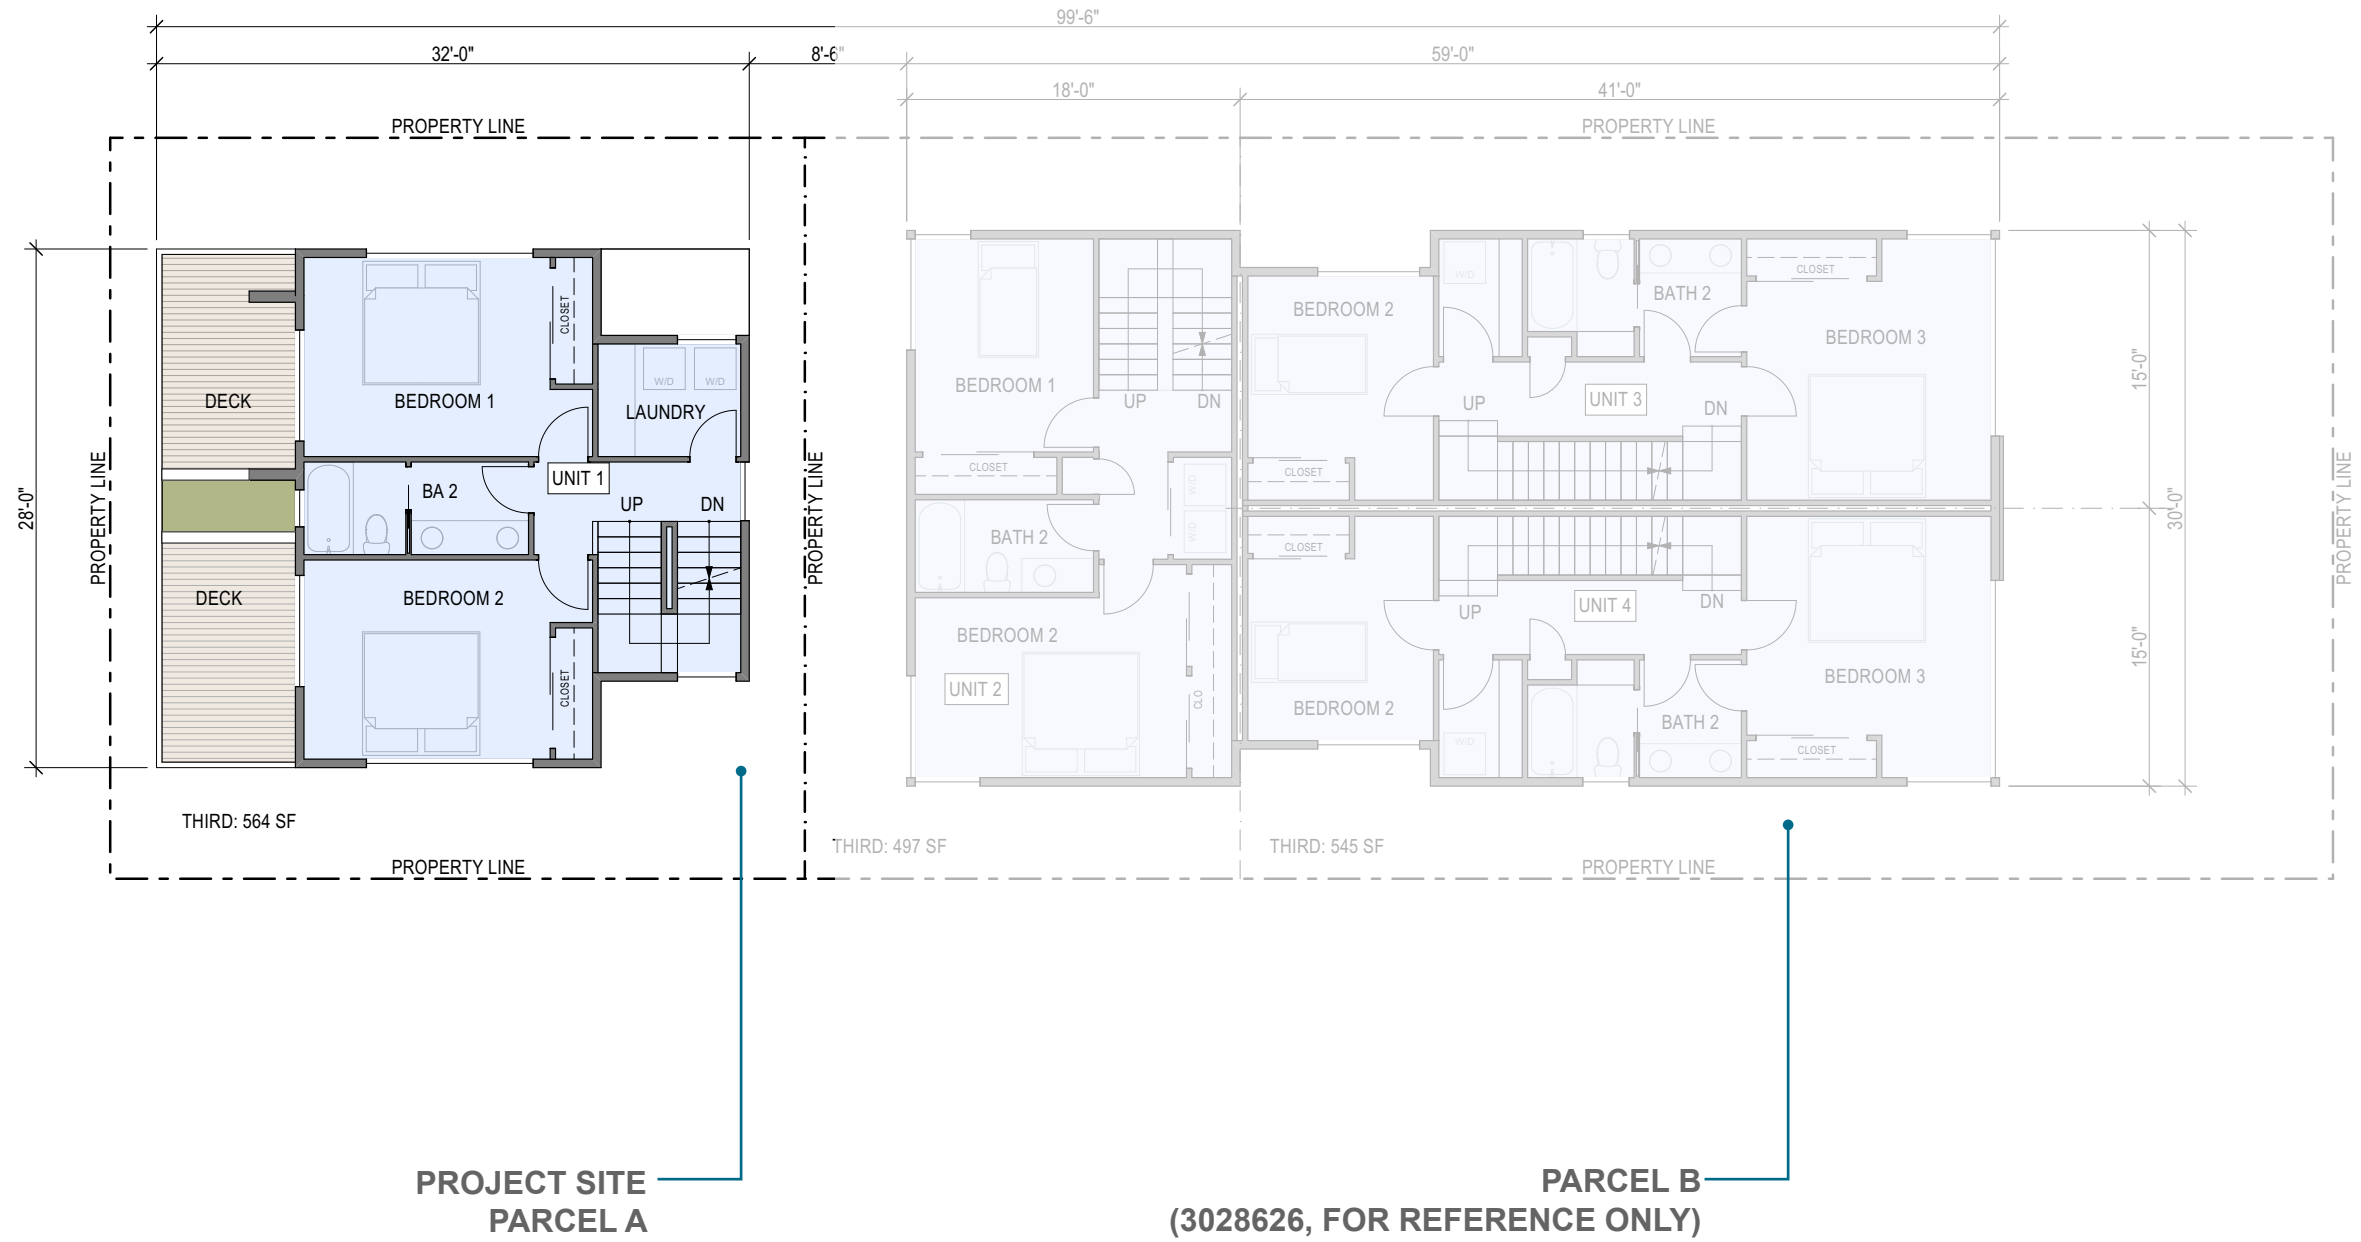 99'-6"
32'-0"
8'-6"
59'-0"
18'-0"
41'-0"
PROPERTY LINE
PROPERTY LINE
28'-0"
PROPERTY LINE
DECK
BEDROOM 1
CLOSET
W/D
W/D
LAUNDRY
BA 2
UNIT 1
UP
DN
DECK
BEDROOM 2
CLOSET
PROPERTY LINE
THIRD: 564 SF
PROPERTY LINE
BEDROOM 1
UP
DN
CLOSET
W/D
W/D
BATH 2
BEDROOM 2
UNIT 2
CLO
THIRD: 497 SF
BEDROOM 2
W/D
BATH 2
CLOSET
BEDROOM 3
UNIT 3
UP
DN
CLOSET
CLOSET
UP
UNIT 4
DN
BEDROOM 2
W/D
BATH 2
CLOSET
BEDROOM 3
15'-0"
15'-0"
30'-0"
PROPERTY LINE
THIRD: 545 SF
PROPERTY LINE
PROJECT SITE
PARCEL A
PARCEL B
(3028626, FOR REFERENCE ONLY)